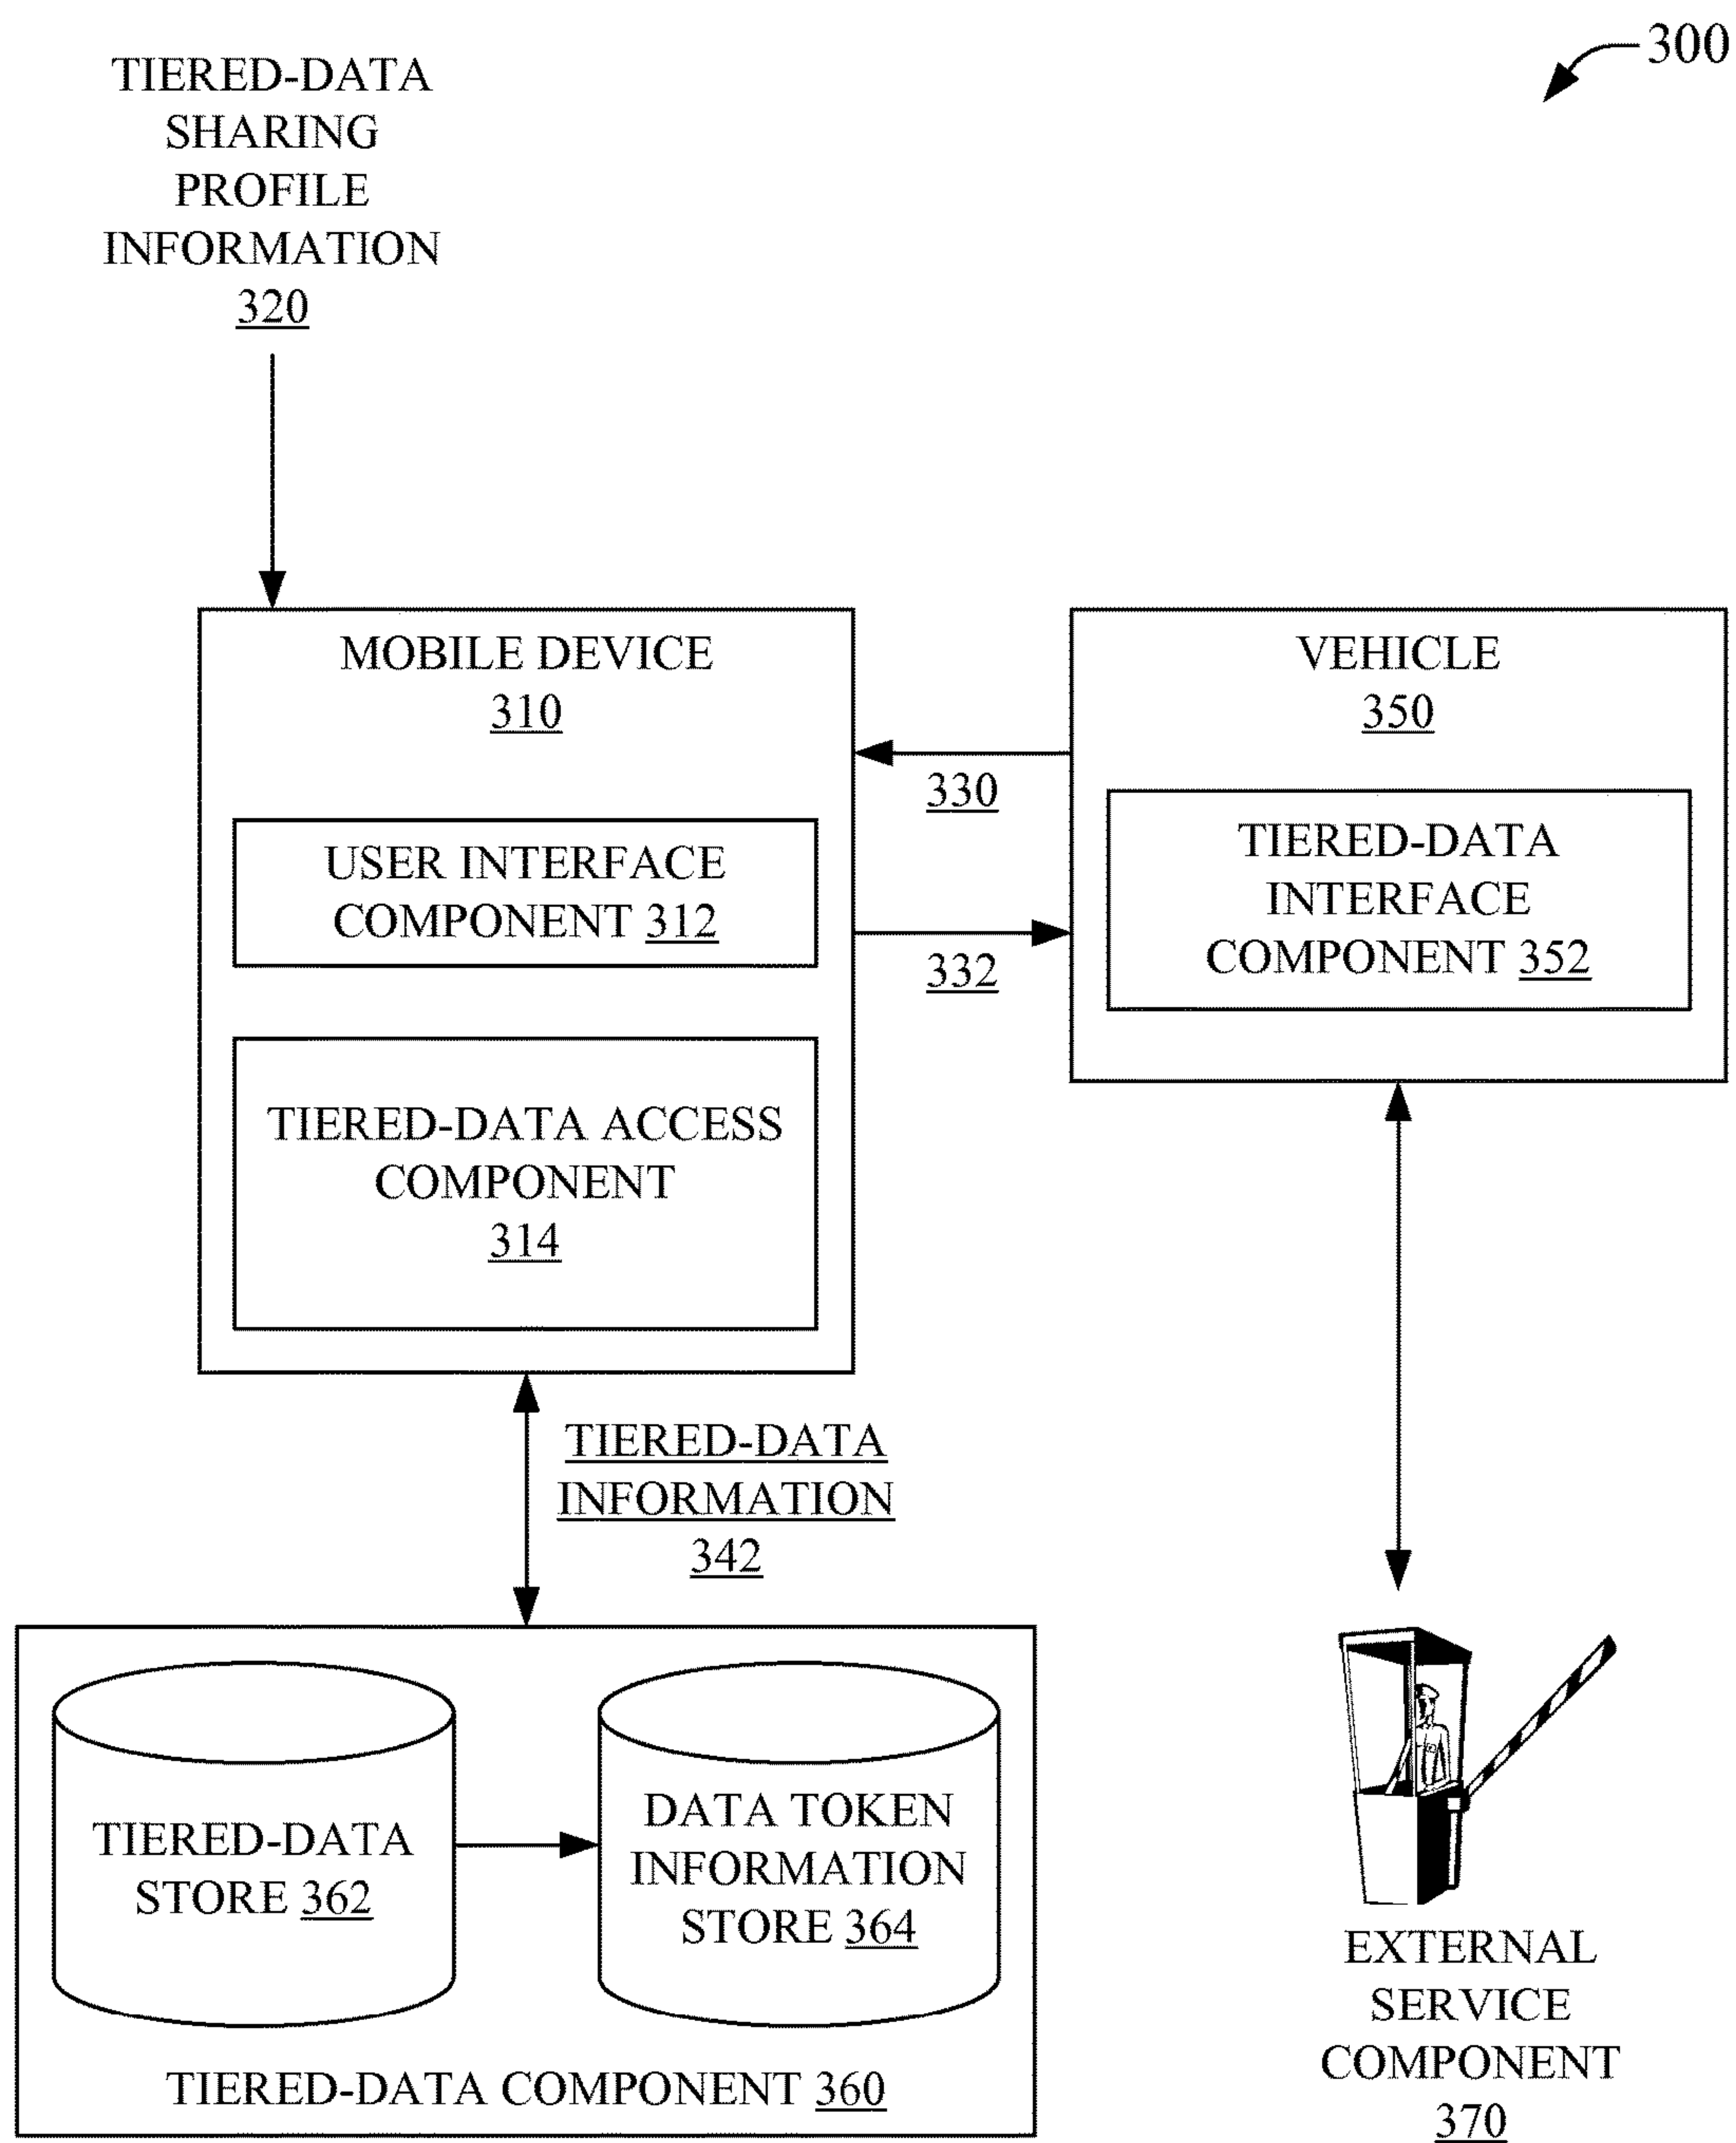 300
TIERED-DATA
SHARING
PROFILE
INFORMATION
320
MOBILE DEVICE
310
USER INTERFACE
COMPONENT 312
TIERED-DATA ACCESS
COMPONENT
314
330
332
VEHICLE
350
TIERED-DATA
INTERFACE
COMPONENT 352
TIERED-DATA
INFORMATION
342
TIERED-DATA
STORE 362
DATA TOKEN
INFORMATION
STORE 364
TIERED-DATA COMPONENT 360
EXTERNAL
SERVICE
COMPONENT
370